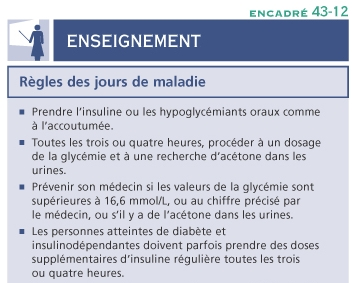 ENCADRÉ 43-12
ENSEIGNEMENT
Règles des jours de maladie
■ Prendre l'insuline ou les hypoglycémiants oraux comme
à l'accoutumée.
■ Toutes les trois ou quatre heures, procéder à un dosage
de la glycémie et à une recherche d'acétone dans les
urines.
■ Prévenir son médecin si les valeurs de la glycémie sont
supérieures à 16,6 mmol/L, ou au chiffre précisé par
le médecin, ou s'il y a de l'acétone dans les urines.
■ Les personnes atteintes de diabète et
insulinodépendantes doivent parfois prendre des doses
supplémentaires d'insuline régulière toutes les trois
ou quatre heures.